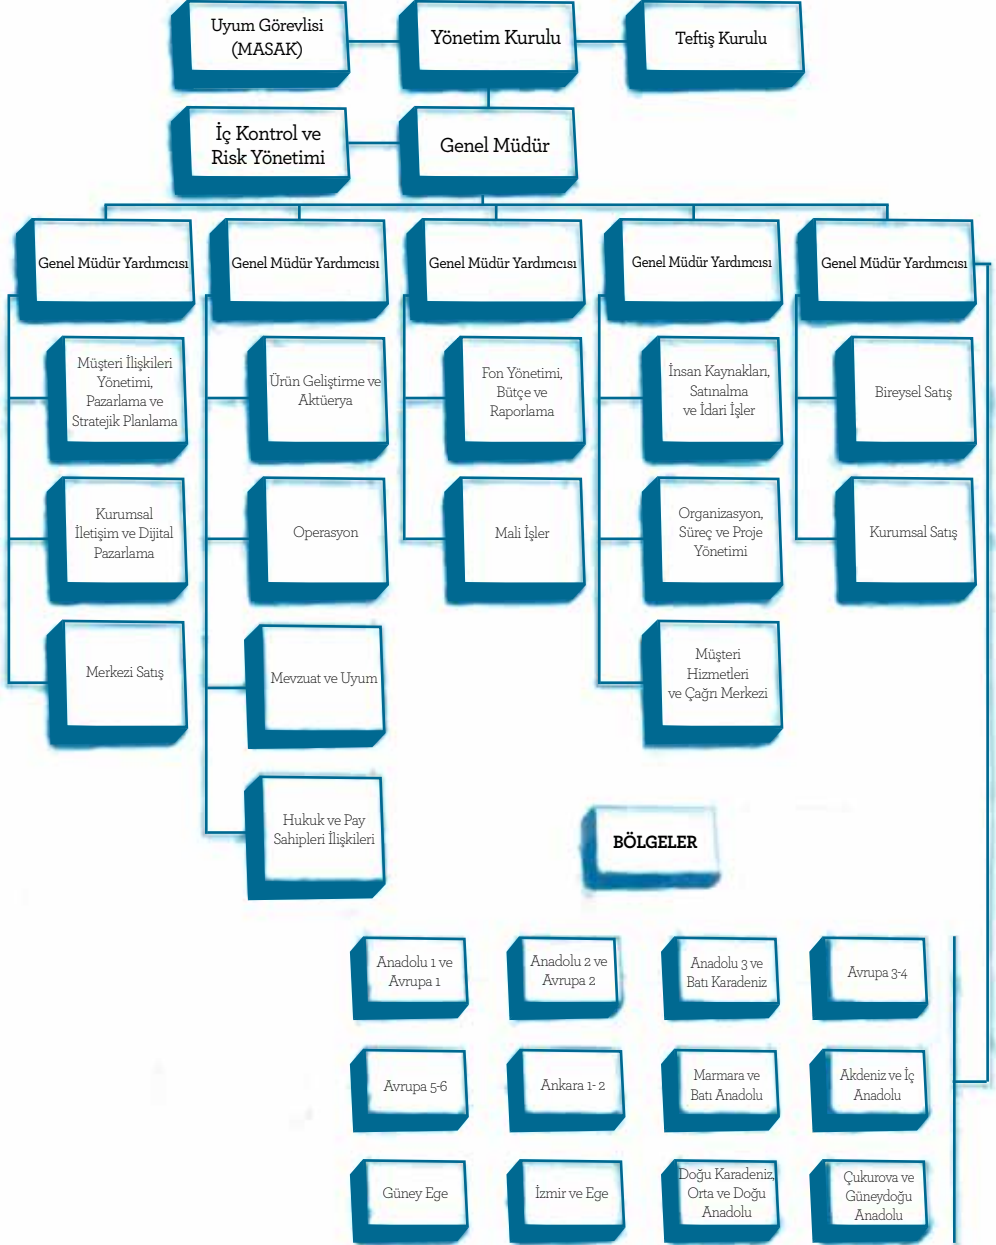 Uyum Görevlisi
(MASAK)
Yönetim Kurulu
Teftiş Kurulu
İç Kontrol ve
Risk Yönetimi
Genel Müdür
Genel Müdür Yardımcısı
Genel Müdür Yardımcısı
Genel Müdür Yardımcısı
Genel Müdür Yardımcısı
Genel Müdür Yardımcısı
Müşteri İlişkileri
Yönetimi,
Pazarlama ve
Stratejik Planlama
Ürün Geliştirme ve
Aktüerya
Fon Yönetimi,
Bütçe ve
Raporlama
İnsan Kaynakları,
Satınalma
ve İdari İşler
Bireysel Satış
Kurumsal
İletişim ve Dijital
Pazarlama
Operasyon
Mali İşler
Organizasyon,
Süreç ve Proje
Yönetimi
Kurumsal Satış
Merkezi Satış
Mevzuat ve Uyum
Müşteri
Hizmetleri
ve Çağrı Merkezi
Hukuk ve Pay
Sahipleri İlişkileri
BÖLGELER
Anadolu 1 ve
Avrupa 1
Anadolu 2 ve
Avrupa 2
Anadolu 3 ve
Batı Karadeniz
Avrupa 3-4
Avrupa 5-6
Ankara 1- 2
Marmara ve
Batı Anadolu
Akdeniz ve İç
Anadolu
Güney Ege
İzmir ve Ege
Doğu Karadeniz,
Orta ve Doğu
Anadolu
Çukurova ve
Güneydoğu
Anadolu